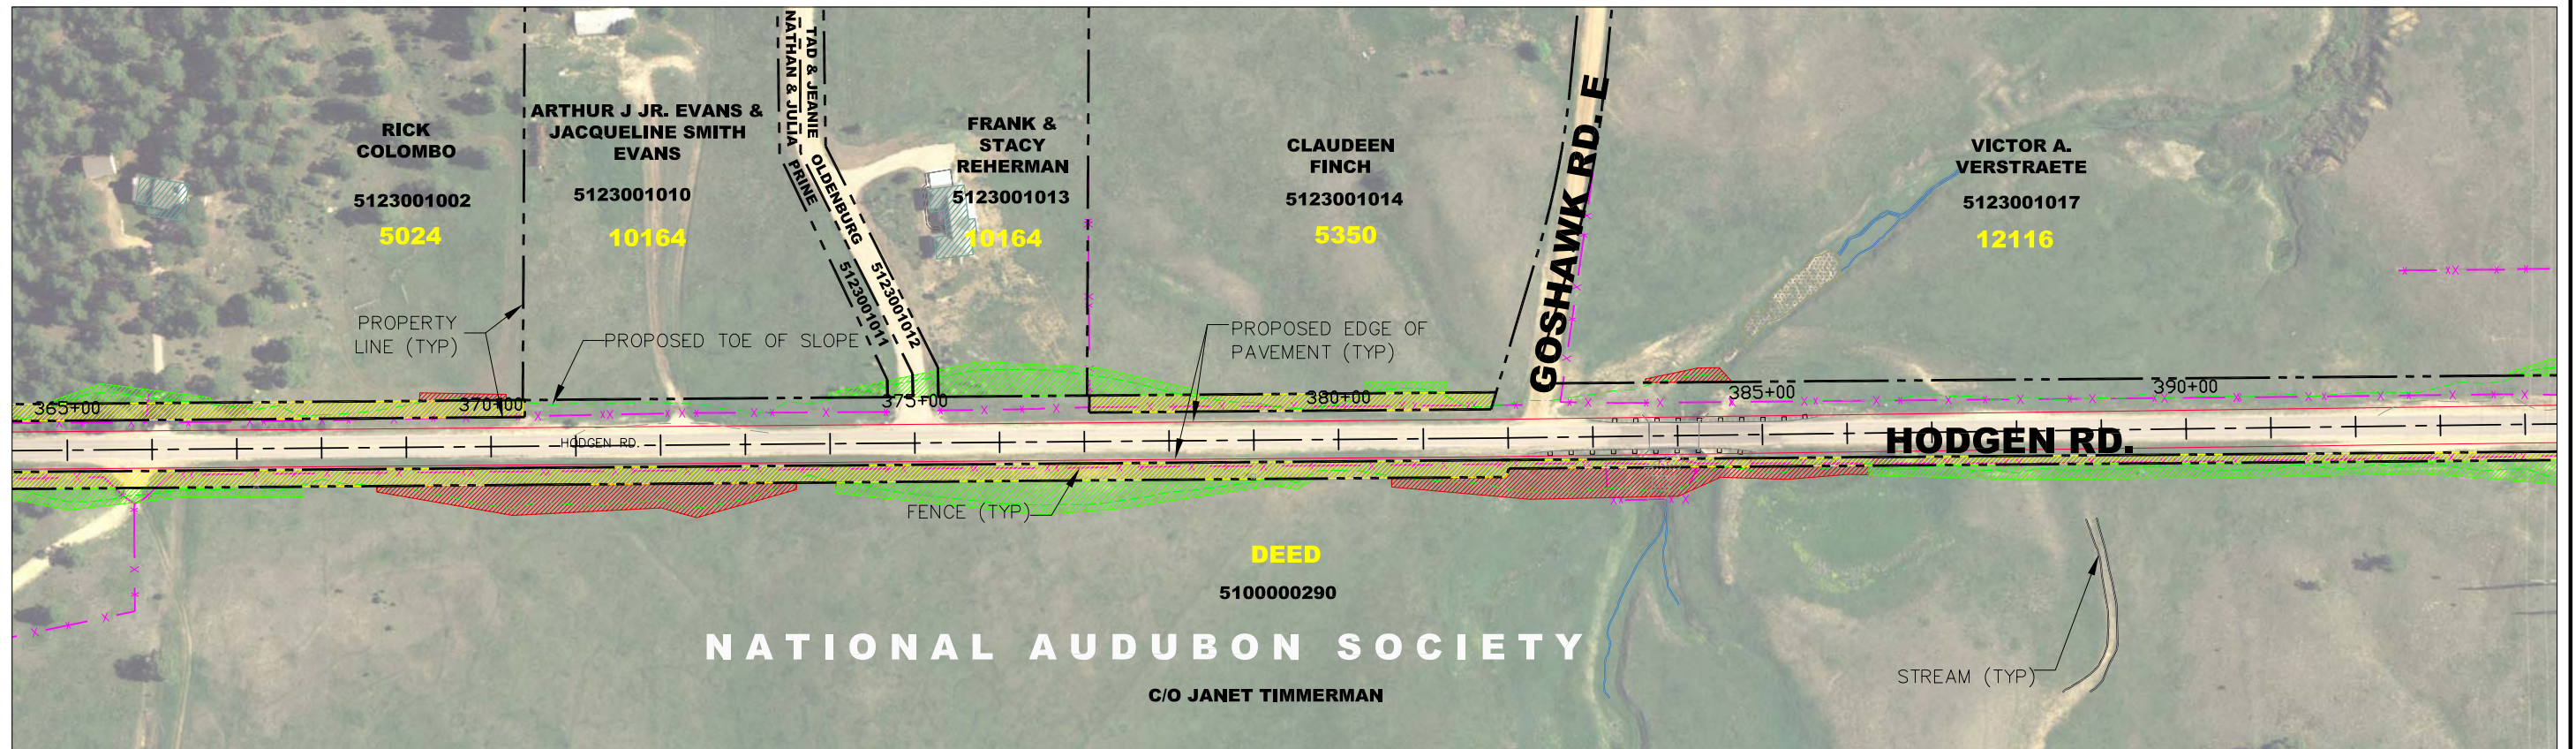 RICK
COLOMBO
5123001002
5024
ARTHUR J JR. EVANS &
JACQUELINE SMITH
EVANS
5123001010
10164
NATHAN & JULIA
PRINE
5123001011
TAD & JEANIE
OLDENBURG
5123001012
FRANK &
STACY
REHERMAN
5123001013
10164
CLAUDEEN
FINCH
5123001014
5350
GOSHAWK RD. E
VICTOR A.
VERSTRAETE
5123001017
12116
PROPERTY
LINE (TYP)
PROPOSED TOE OF SLOPE
PROPOSED EDGE OF
PAVEMENT (TYP)
365+00
370+00
375+00
380+00
385+00
390+00
HODGEN RD.
HODGEN RD.
FENCE (TYP)
DEED
5100000290
NATIONAL AUDUBON SOCIETY
C/O JANET TIMMERMAN
STREAM (TYP)